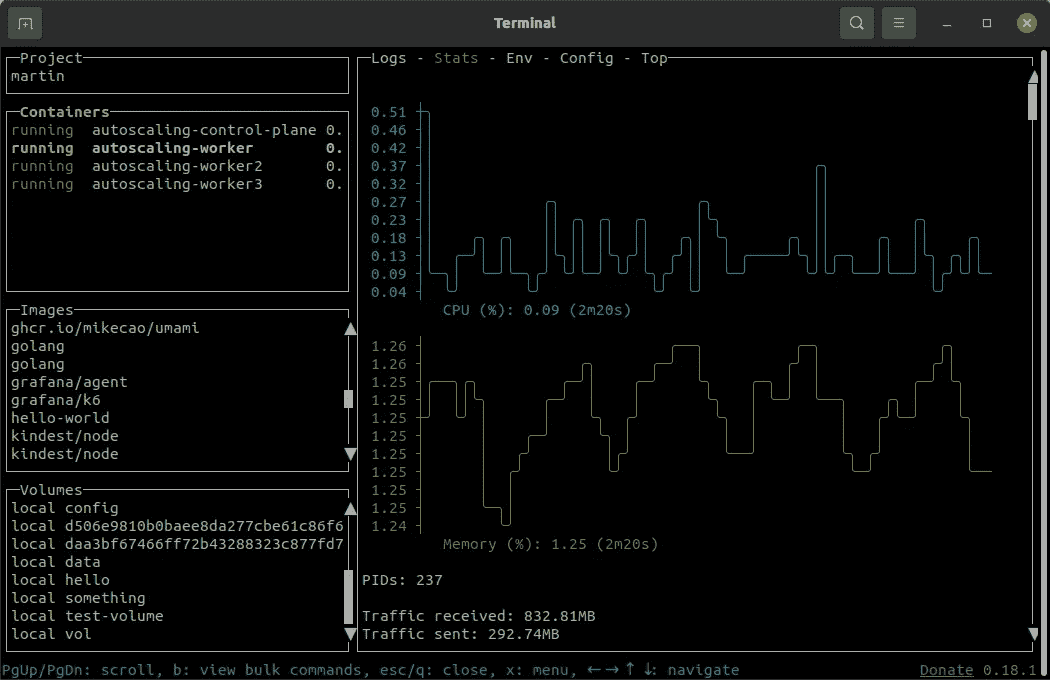 Terminal
Project
martin
Containers
running autoscaling-control-plane 0.
running autoscaling-worker 0.
running autoscaling-worker2 0.
running autoscaling-worker3 0.
Images
ghcr.io/mikecao/umami
golang
golang
grafana/agent
grafana/k6
hello-world
kindest/node
kindest/node
Volumes
local config
local d506e9810b0baee8da277cbe61c86f6
local daa3bf67466ff72b43288323c877fd7
local data
local hello
local something
local test-volume
local vol
Logs - Stats - Env - Config - Top
0.51
0.46
0.42
0.37
0.32
0.27
0.23
0.18
0.13
0.09
0.04
CPU (%): 0.09 (2m20s)
1.26
1.26
1.25
1.25
1.25
1.25
1.25
1.25
1.25
1.25
1.24
Memory (%): 1.25 (2m20s)
PIDs: 237
Traffic received: 832.81MB
Traffic sent: 292.74MB
PgUp/PgDn: scroll, b: view bulk commands, esc/q: close, x: menu, ←→↑↓: navigate
Donate 0.18.1